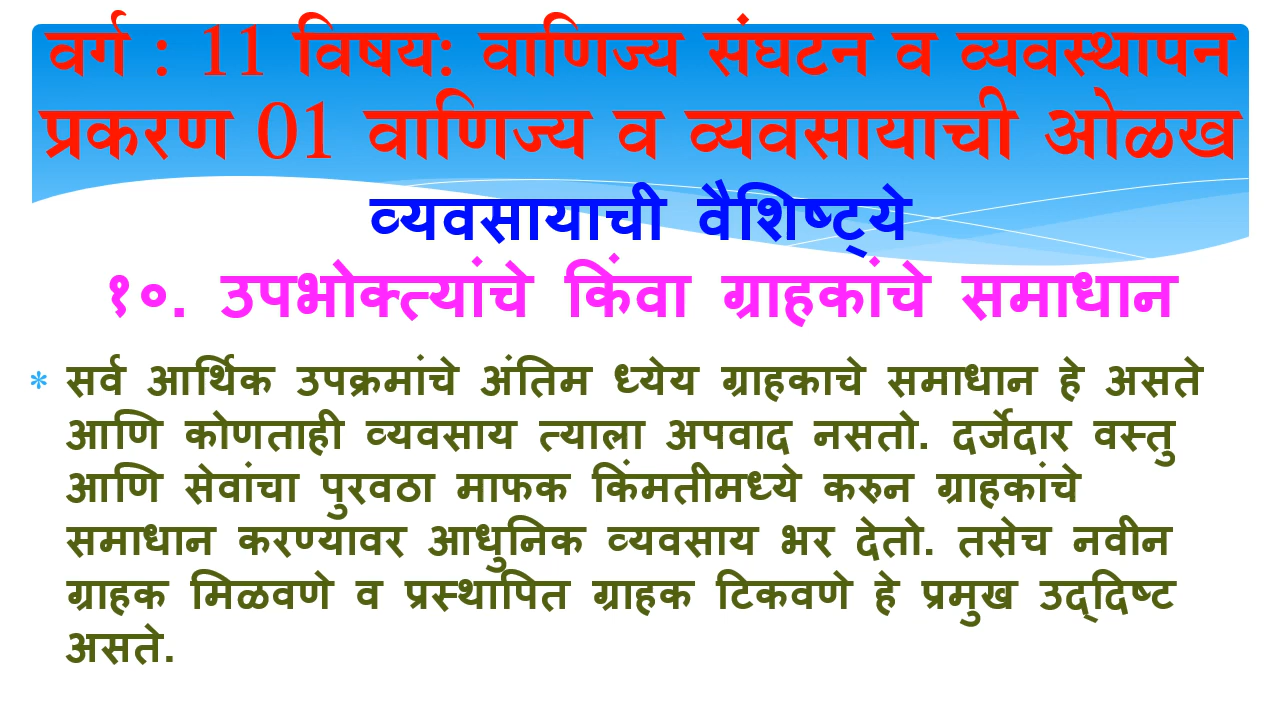 वर्ग : 11 विषय: वाणिज्य संघटन व व्यवस्थापन
प्रकरण 01 वाणिज्य व व्यवसायाची ओळख
व्यवसायाची वैशिष्ट्ये
१०. उपभोक्त्यांचे किंवा ग्राहकांचे समाधान
* सर्व आर्थिक उपक्रमांचे अंतिम ध्येय ग्राहकाचे समाधान हे असते
आणि कोणताही व्यवसाय त्याला अपवाद नसतो. दर्जेदार वस्तु
आणि सेवांचा पुरवठा माफक किंमतीमध्ये करुन ग्राहकांचे
समाधान करण्यावर आधुनिक व्यवसाय भर देतो. तसेच नवीन
ग्राहक मिळवणे व प्रस्थापित ग्राहक टिकवणे हे प्रमुख उद्दिष्ट
असते.